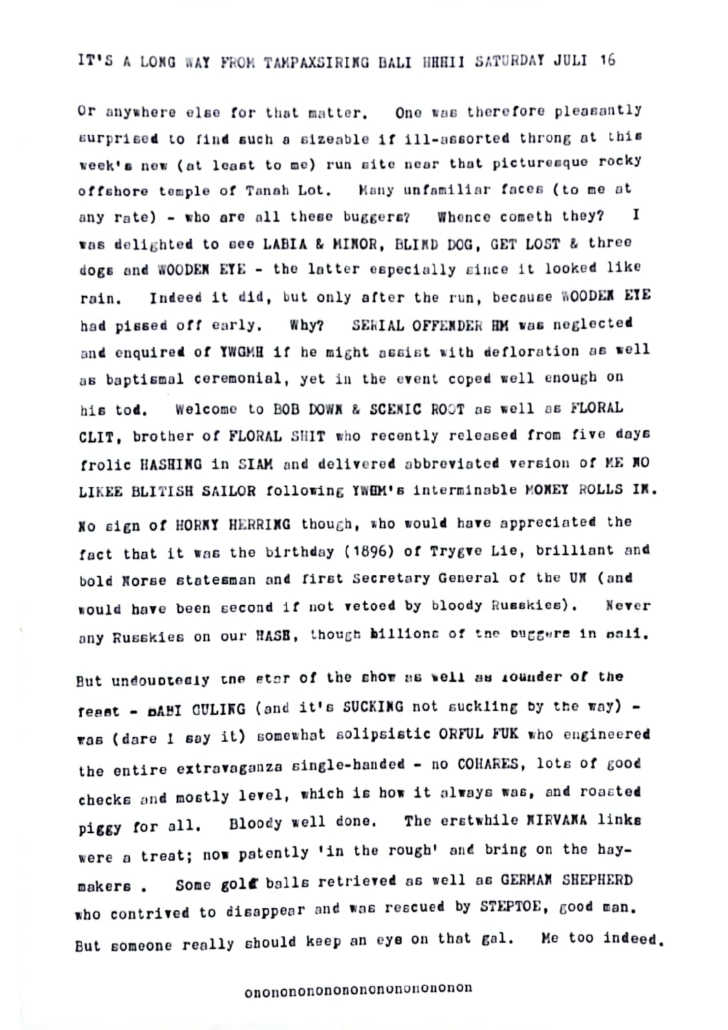 IT'S A LONG WAY FROM TAMPAXSIRING BALI HHHII SATURDAY JULI 16
Or anywhere else for that matter. One was therefore pleasantly
surprised to find such a sizeable if ill-assorted throng at this
week's new (at least to me) run site near that picturesque rocky
offshore temple of Tanah Lot. Many unfamiliar faces (to me at
any rate) - who are all these buggers? Whence cometh they? I
was delighted to see LABIA & MINOR, BLIND DOG, GET LOST & three
dogs and WOODEN EYE - the latter especially since it looked like
rain. Indeed it did, but only after the run, because WOODEN EYE
had pissed off early. Why? SERIAL OFFENDER HM was neglected
and enquired of YWGMH if he might assist with defloration as well
as baptismal ceremonial, yet in the event coped well enough on
his tod. Welcome to BOB DOWN & SCENIC ROOT as well as FLORAL
CLIT, brother of FLORAL SHIT who recently released from five days
frolic HASHING in SIAM and delivered abbreviated version of ME NO
LIKEE BLITISH SAILOR following YWGM's interminable MONEY ROLLS IN.
No sign of HORNY HERRING though, who would have appreciated the
fact that it was the birthday (1896) of Trygve Lie, brilliant and
bold Norse statesman and first Secretary General of the UN (and
would have been second if not vetoed by bloody Russkies). Never
any Russkies on our HASH, though billions of the buggers in Bali.
But undoubtedly the star of the show as well as founder of the
feast - BABI GULING (and it's SUCKING not suckling by the way) -
was (dare I say it) somewhat solipsistic ORFUL FUK who engineered
the entire extravaganza single-handed - no COHARES, lots of good
checks and mostly level, which is how it always was, and roasted
piggy for all. Bloody well done. The erstwhile NIRVANA links
were a treat; now patently 'in the rough' and bring on the hay-
makers . Some golf balls retrieved as well as GERMAN SHEPHERD
who contrived to disappear and was rescued by STEPTOE, good man.
But someone really should keep an eye on that gal. Me too indeed.
onononononononononononon